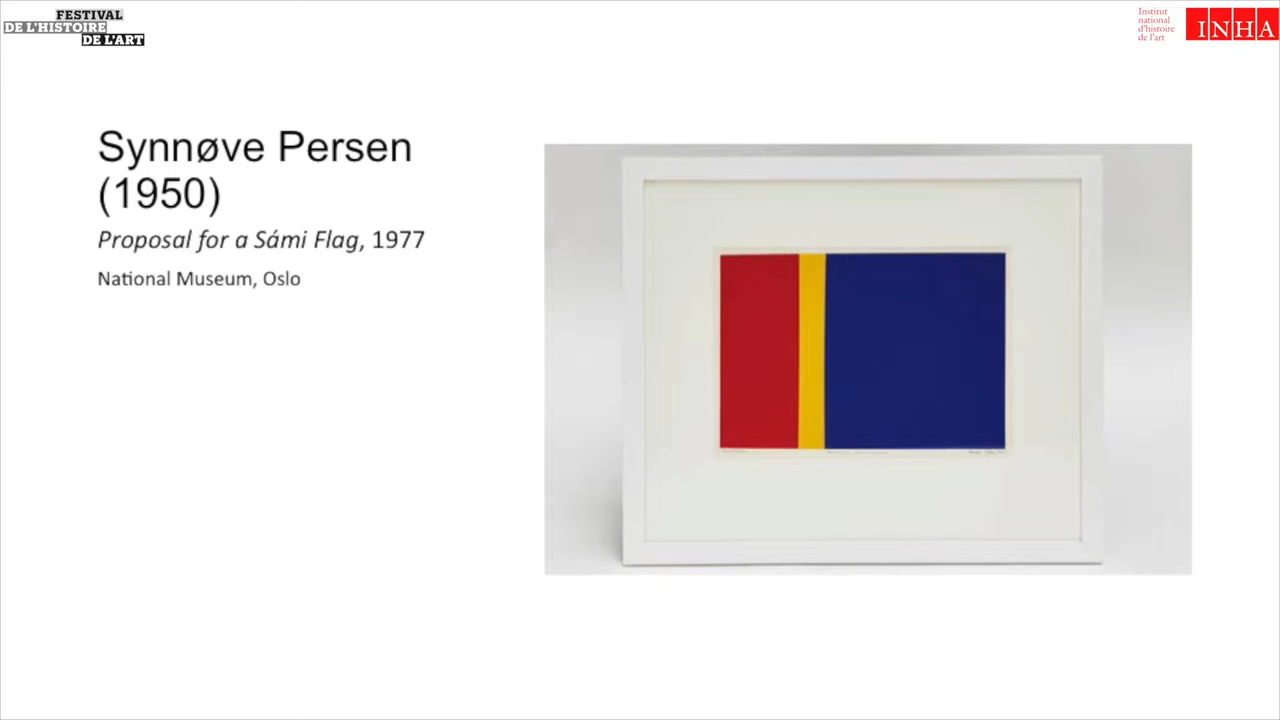 FESTIVAL
DE L'HISTOIRE
DE L'ART
Institut
national
d'histoire
de l'art
INHA
Synnøve Persen
(1950)
Proposal for a Sámi Flag, 1977
National Museum, Oslo